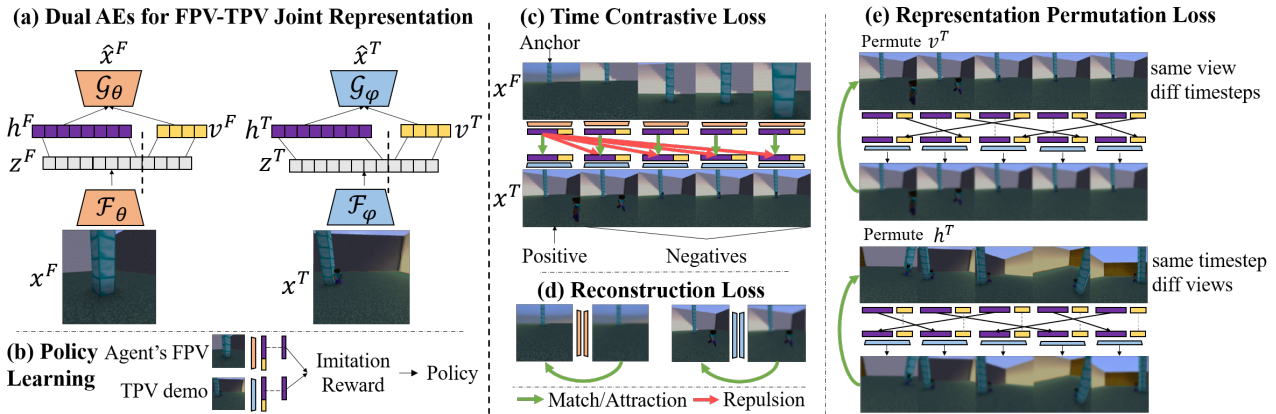 (a) Dual AEs for FPV-TPV Joint Representation
x̂^F
x̂^T
𝒢_θ
𝒢_φ
h^F
v^F
h^T
v^T
z^F
z^T
ℱ_θ
ℱ_φ
x^F
x^T
(b) Policy
Learning
Agent's FPV
TPV demo
Imitation
Reward
Policy
(c) Time Contrastive Loss
Anchor
x^F
x^T
Positive
Negatives
(d) Reconstruction Loss
Match/Attraction
Repulsion
(e) Representation Permutation Loss
Permute v^T
same view
diff timesteps
Permute h^T
same timestep
diff views